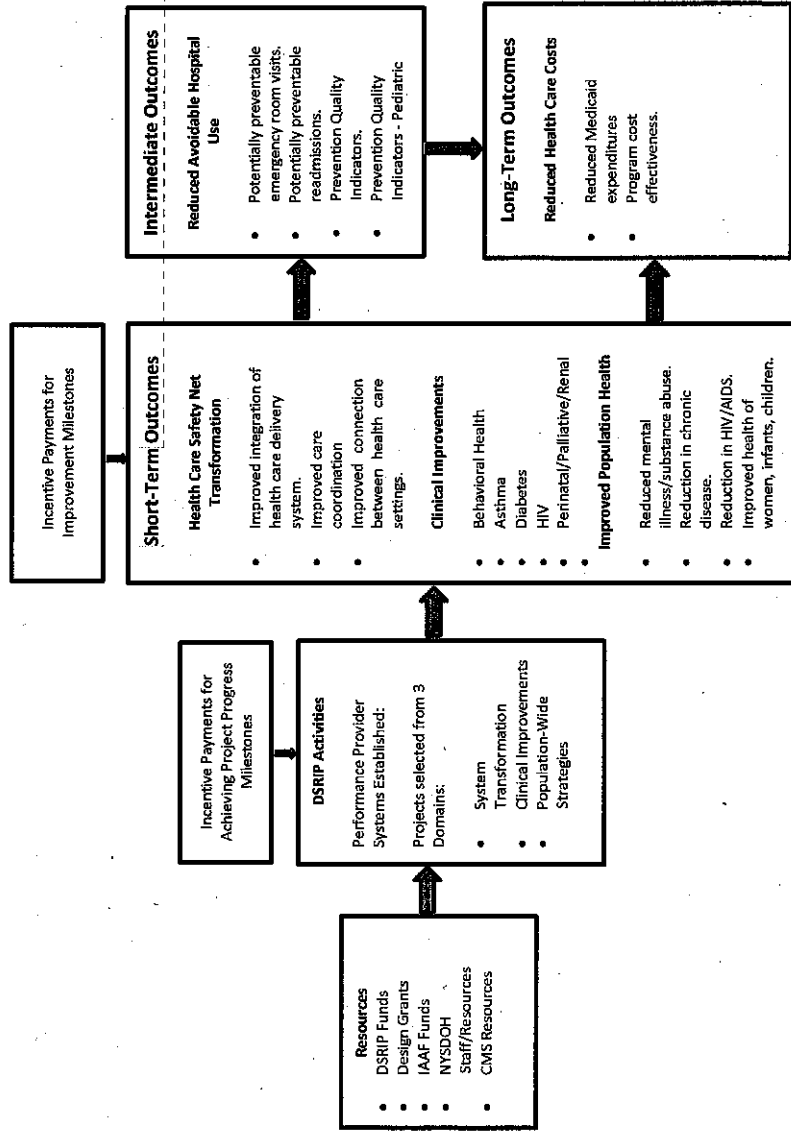 Resources
• DSRIP Funds
• Design Grants
• IAAF Funds
• NYSDOH
Staff/Resources
• CMS Resources
Incentive Payments for
Achieving Project Progress
Milestones
DSRIP Activities
Performance Provider
Systems Established:
Projects selected from 3
Domains:
• System
Transformation
• Clinical Improvements
• Population-Wide
Strategies
Incentive Payments for
Improvement Milestones
Short-Term Outcomes
Health Care Safety Net
Transformation
• Improved integration of
health care delivery
system.
• Improved care
coordination
• Improved connection
between health care
settings.
Clinical Improvements
• Behavioral Health
• Asthma
• Diabetes
• HIV
• Perinatal/Palliative/Renal
•
Improved Population Health
• Reduced mental
illness/substance abuse.
• Reduction in chronic
disease.
• Reduction in HIV/AIDS.
• Improved health of
women, infants, children.
Intermediate Outcomes
Reduced Avoidable Hospital
Use
• Potentially preventable
emergency room visits.
• Potentially preventable
readmissions.
• Prevention Quality
Indicators.
• Prevention Quality
Indicators - Pediatric
Long-Term Outcomes
Reduced Health Care Costs
• Reduced Medicaid
expenditures
• Program cost
effectiveness.